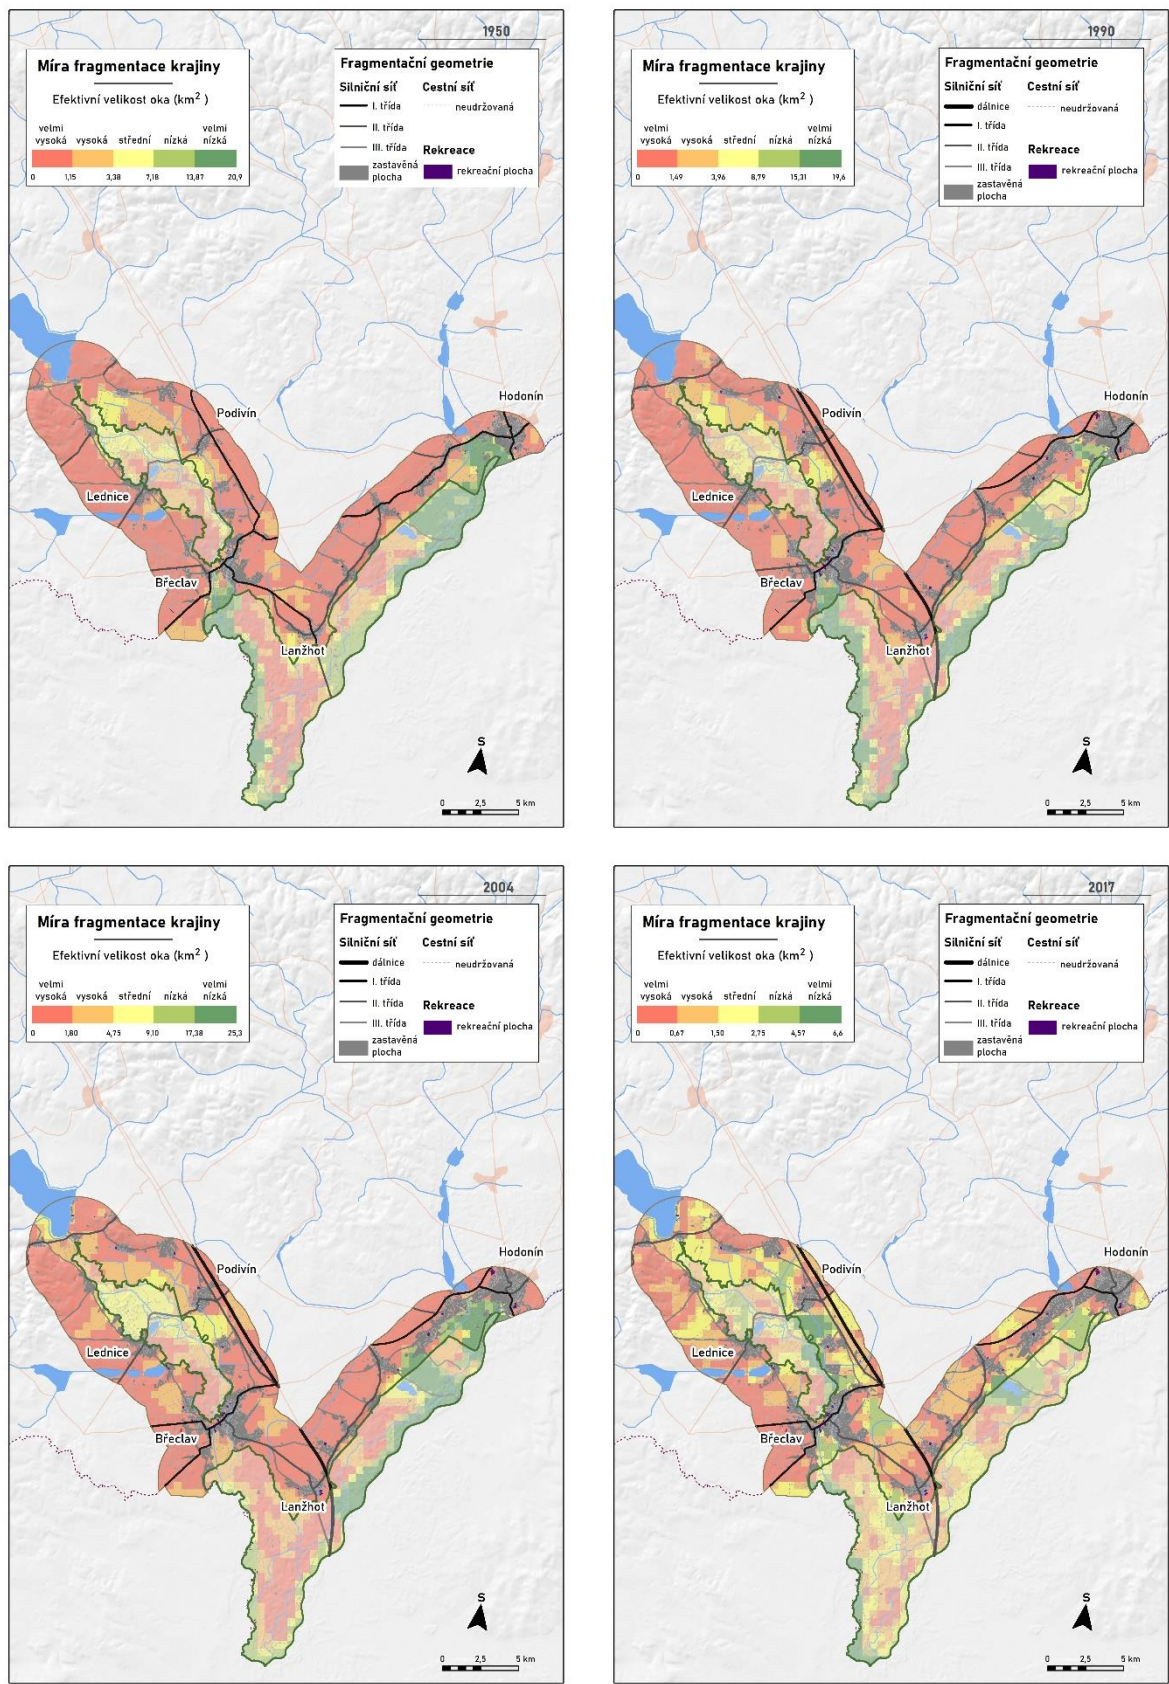 1950
Míra fragmentace krajiny
Efektivní velikost oka (km²)
velmi vysoká vysoká střední nízká velmi nízká
0 1,15 3,38 7,18 13,87 20,9
Fragmentační geometrie
Silniční síť Cestní síť
I. třída neudržovaná
II. třída
III. třída Rekreace
zastavěná plocha rekreační plocha
Hodonín
Podivín
Lednice
Břeclav
Lanžhot
S
0 2,5 5 km
1990
Míra fragmentace krajiny
Efektivní velikost oka (km²)
velmi vysoká vysoká střední nízká velmi nízká
0 1,49 3,96 8,79 15,31 19,6
Fragmentační geometrie
Silniční síť Cestní síť
dálnice neudržovaná
I. třída
II. třída Rekreace
III. třída rekreační plocha
zastavěná plocha
Hodonín
Podivín
Lednice
Břeclav
Lanžhot
S
0 2,5 5 km
2004
Míra fragmentace krajiny
Efektivní velikost oka (km²)
velmi vysoká vysoká střední nízká velmi nízká
0 1,80 4,75 9,10 17,38 25,3
Fragmentační geometrie
Silniční síť Cestní síť
dálnice neudržovaná
I. třída
II. třída Rekreace
III. třída rekreační plocha
zastavěná plocha
Hodonín
Podivín
Lednice
Břeclav
Lanžhot
S
0 2,5 5 km
2017
Míra fragmentace krajiny
Efektivní velikost oka (km²)
velmi vysoká vysoká střední nízká velmi nízká
0 0,67 1,50 2,75 4,57 6,6
Fragmentační geometrie
Silniční síť Cestní síť
dálnice neudržovaná
I. třída
II. třída Rekreace
III. třída rekreační plocha
zastavěná plocha
Hodonín
Podivín
Lednice
Břeclav
Lanžhot
S
0 2,5 5 km